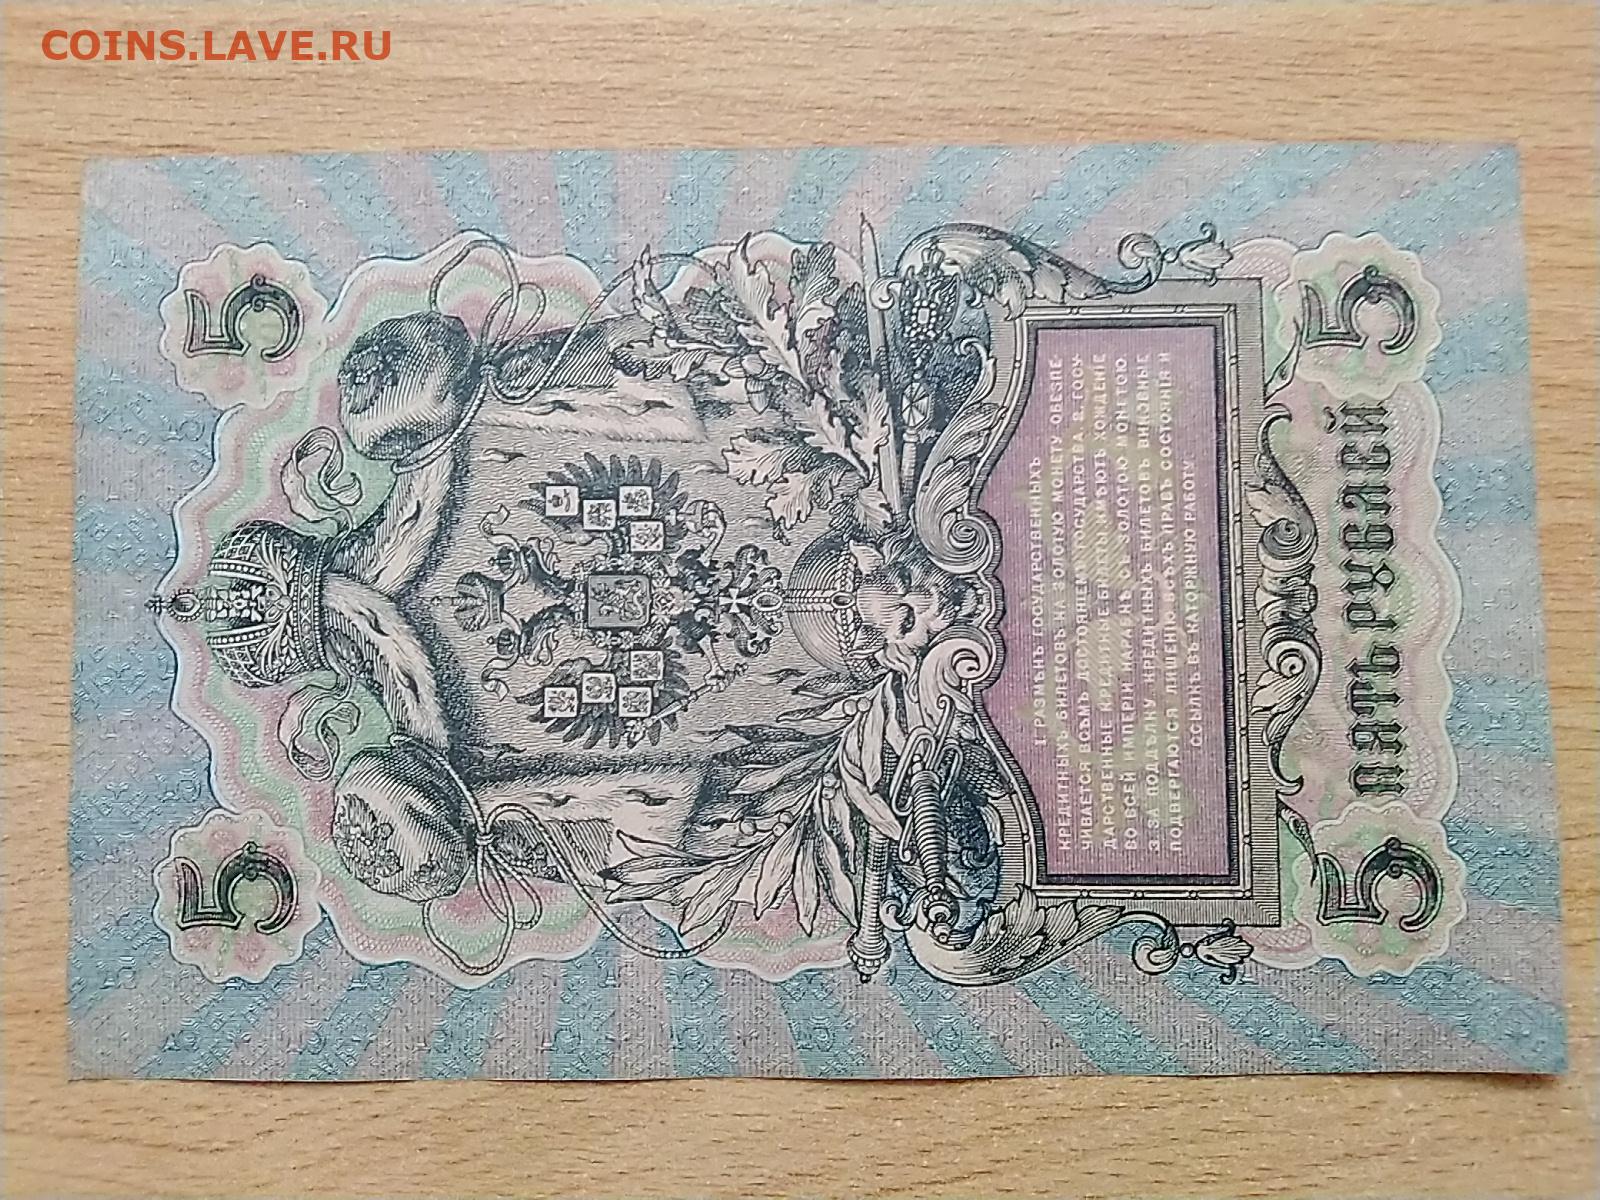 COINS.LAVE.RU
5 5
1. РАЗМѢНЪ ГОСУДАРСТВЕННЫХЪ
КРЕДИТНЫХЪ БИЛЕТОВЪ НА ЗОЛОТУЮ МОНЕТУ ОБЕЗПЕ-
ЧИВАЕТСЯ ВСѢМЪ ДОСТОЯНІЕМЪ ГОСУДАРСТВА. 2. ГОСУ-
ДАРСТВЕННЫЕ КРЕДИТНЫЕ БИЛЕТЫ ИМѢЮТЪ ХОЖДЕНІЕ
ВО ВСЕЙ ИМПЕРІИ НАРАВНѢ СЪ ЗОЛОТОЮ МОНЕТОЮ.
3. ЗА ПОДДѢЛКУ КРЕДИТНЫХЪ БИЛЕТОВЪ ВИНОВНЫЕ
ПОДВЕРГАЮТСЯ ЛИШЕНІЮ ВСѢХЪ ПРАВЪ СОСТОЯНІЯ И
ССЫЛКѢ ВЪ КАТОРЖНУЮ РАБОТУ.
5 ПЯТЬ РУБЛЕЙ 5